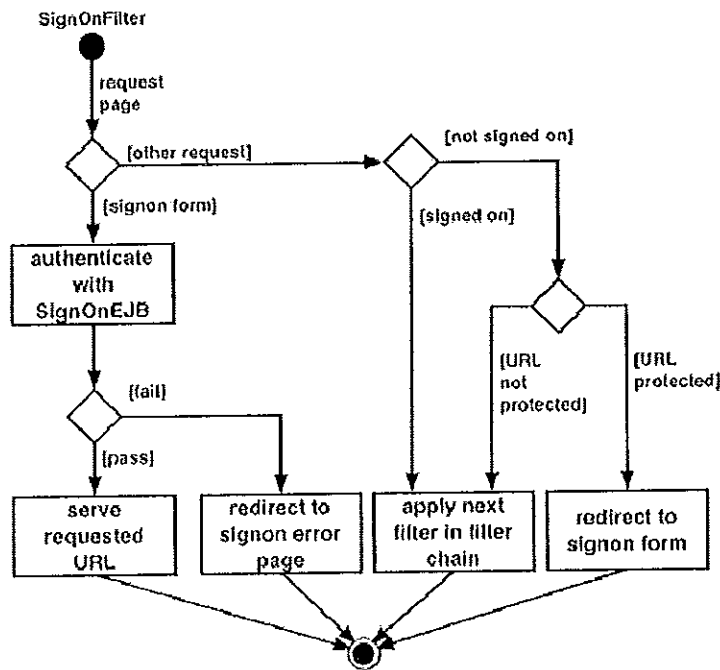 SignOnFilter
request
page
[other request]
[not signed on]
[signon form]
[signed on]
authenticate
with
SignOnEJB
[URL
not
protected]
[URL
protected]
[fail]
[pass]
serve
requested
URL
redirect to
signon error
page
apply next
filter in filter
chain
redirect to
signon form